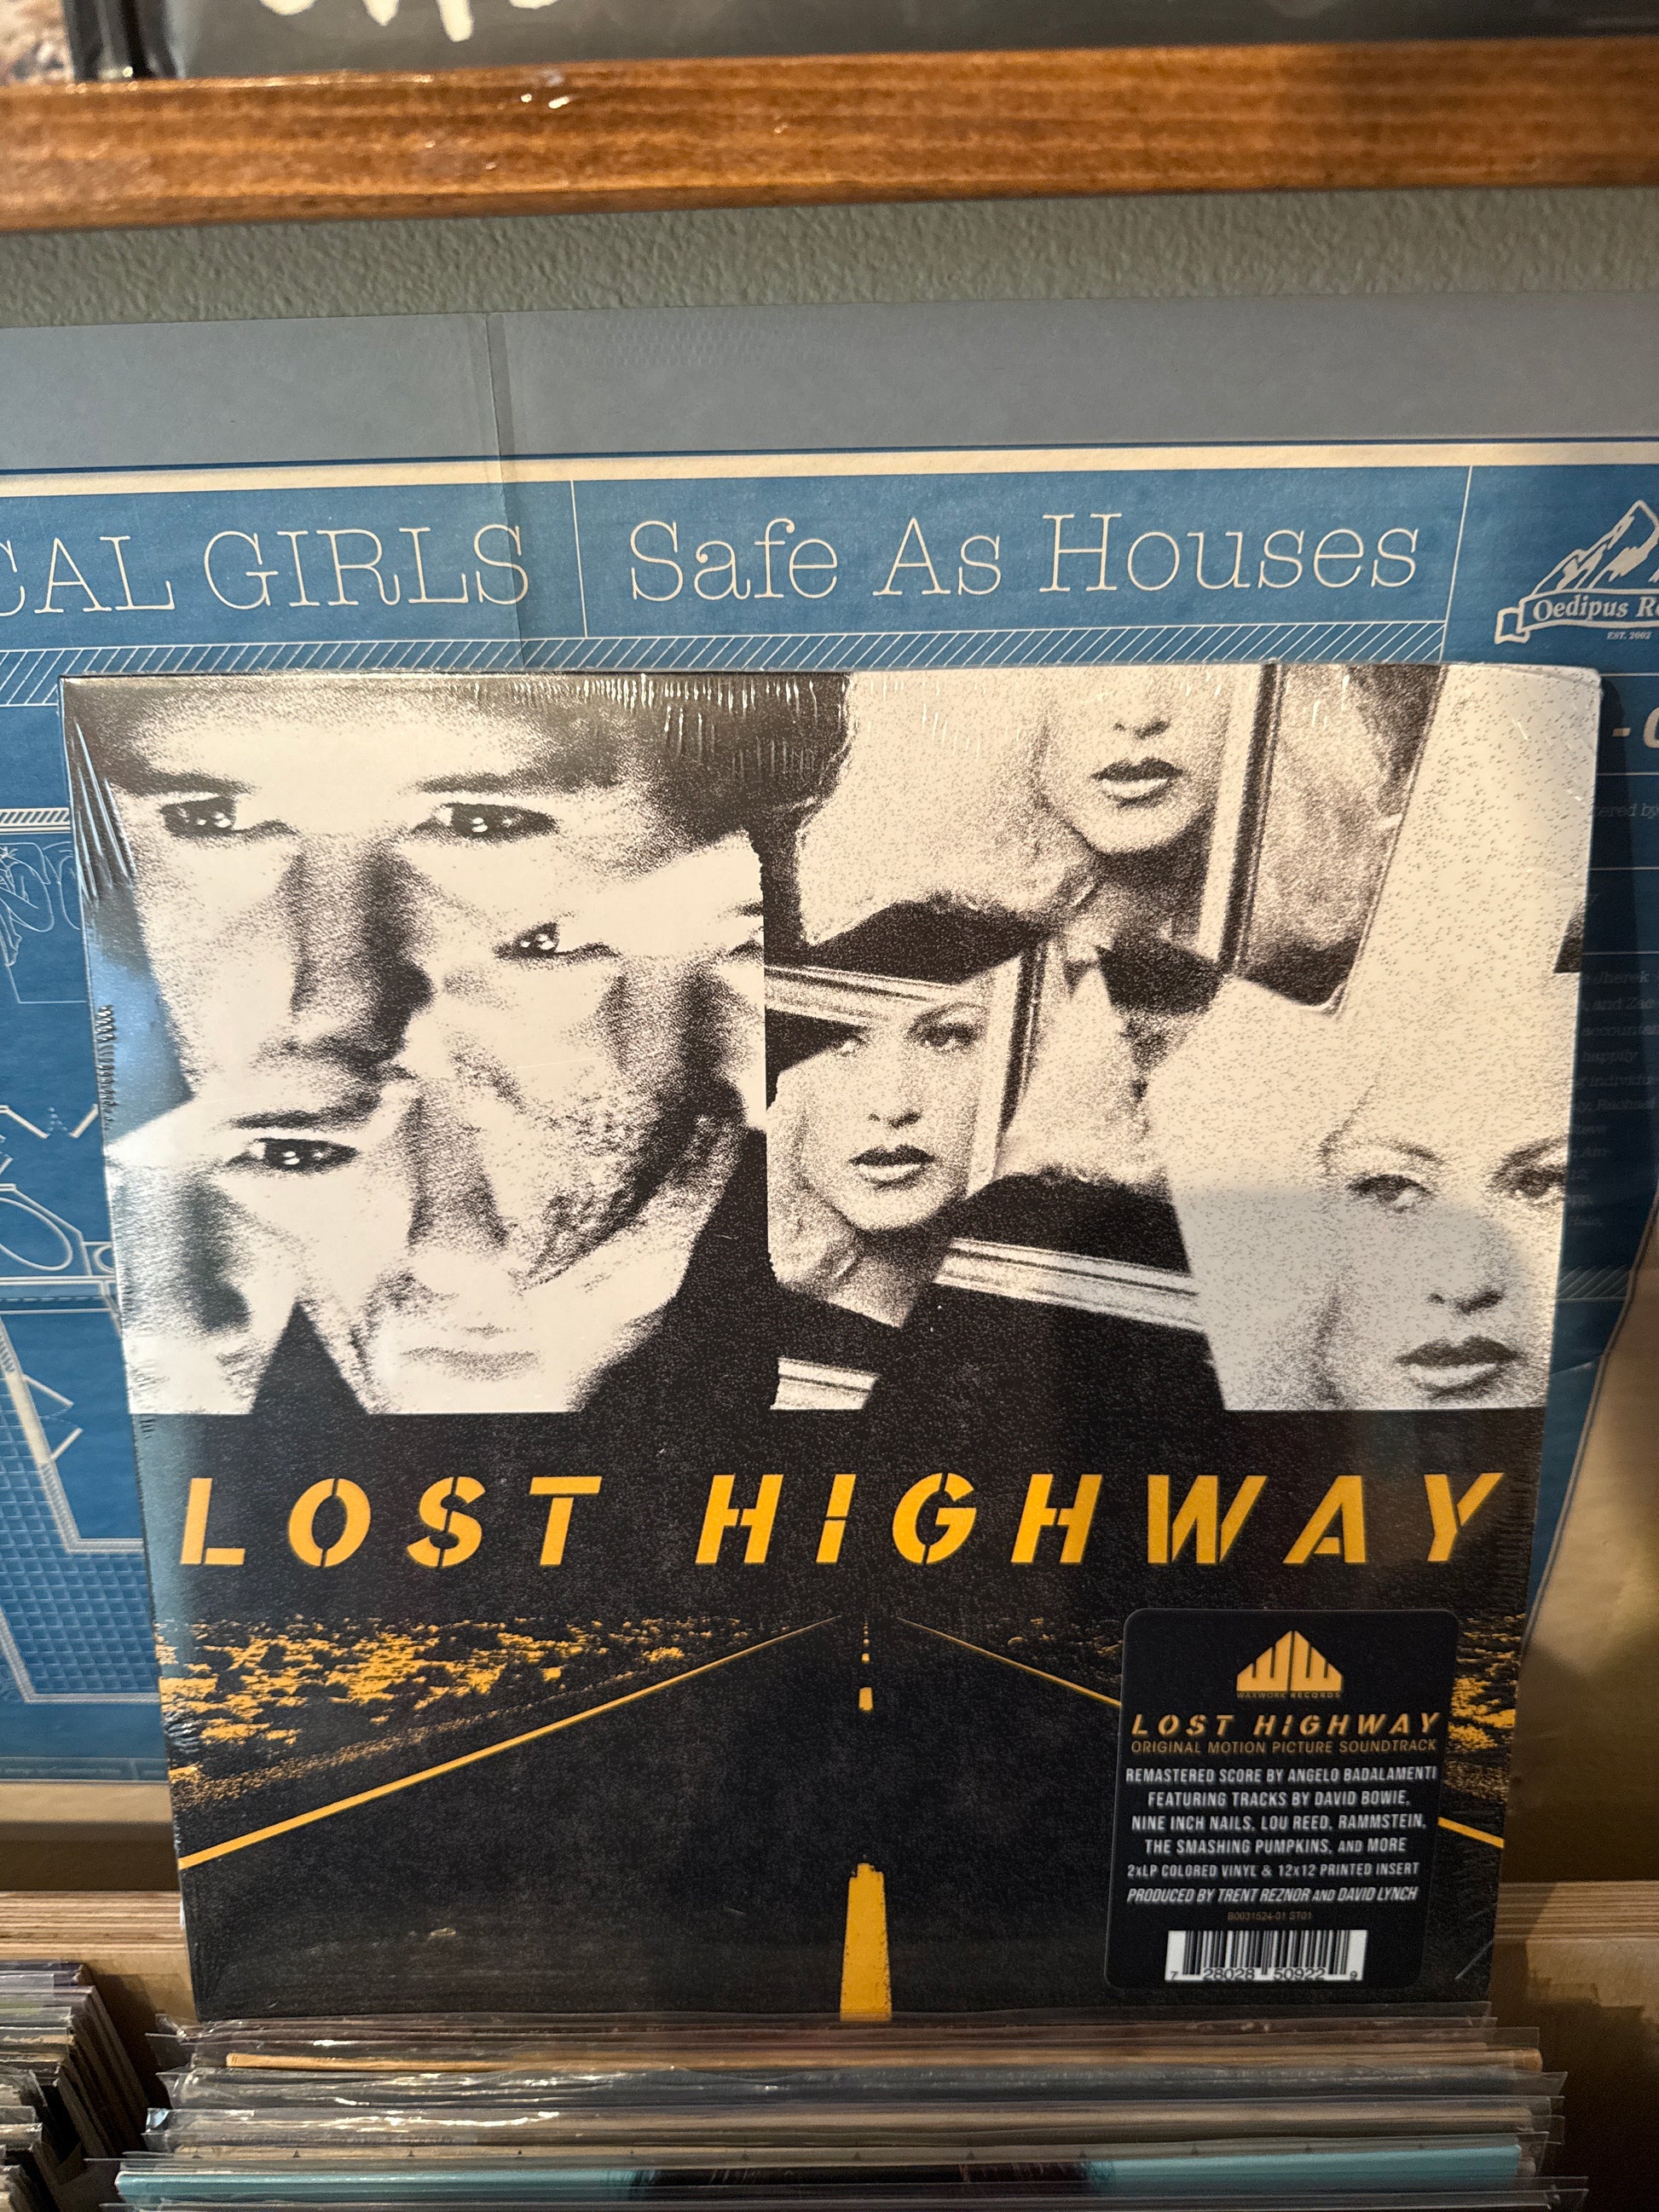 CAL GIRLS
Safe As Houses
Oedipus
EST. 2002
LOST HIGHWAY
WAXWORK RECORDS
LOST HIGHWAY
ORIGINAL MOTION PICTURE SOUNDTRACK
REMASTERED SCORE BY ANGELO BADALAMENTI
FEATURING TRACKS BY DAVID BOWIE,
NINE INCH NAILS, LOU REED, RAMMSTEIN,
THE SMASHING PUMPKINS, AND MORE
2xLP COLORED VINYL & 12x12 PRINTED INSERT
PRODUCED BY TRENT REZNOR AND DAVID LYNCH
B0031524-01 ST01
7 28028 50922 9